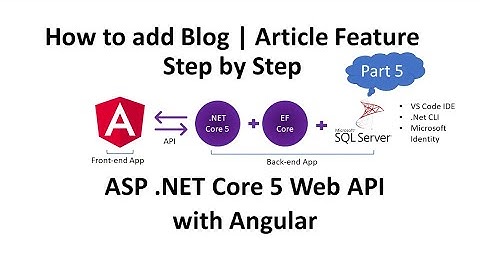 How to add Blog | Article Feature
Step by Step
Part 5
A
.NET
Core 5
+
EF
Core
+
Microsoft
SQL Server
API
Front-end App
Back-end App
• VS Code IDE
• .Net CLI
• Microsoft
Identity
ASP .NET Core 5 Web API
with Angular